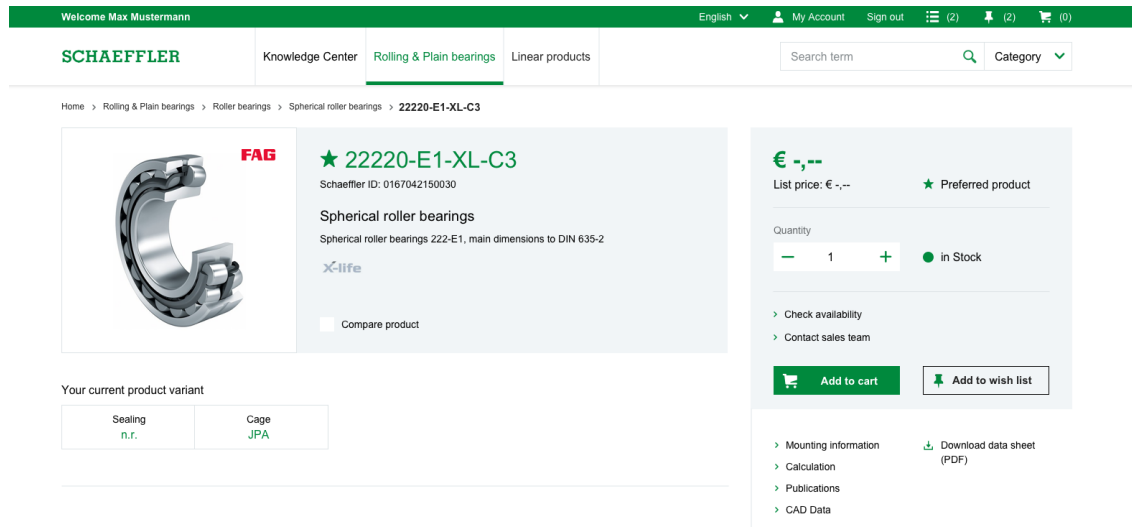 Welcome Max Mustermann
English
My Account
Sign out
(2)
(2)
(0)
SCHAEFFLER
Knowledge Center
Rolling & Plain bearings
Linear products
Search term
Category
Home > Rolling & Plain bearings > Roller bearings > Spherical roller bearings > 22220-E1-XL-C3
FAG
22220-E1-XL-C3
Schaeffler ID: 0167042150030
Spherical roller bearings
Spherical roller bearings 222-E1, main dimensions to DIN 635-2
X-life
Compare product
€ -,--
List price: € -,--
Preferred product
Quantity
1
in Stock
Check availability
Contact sales team
Add to cart
Add to wish list
Your current product variant
Sealing
n.r.
Cage
JPA
Mounting information
Calculation
Publications
CAD Data
Download data sheet
(PDF)